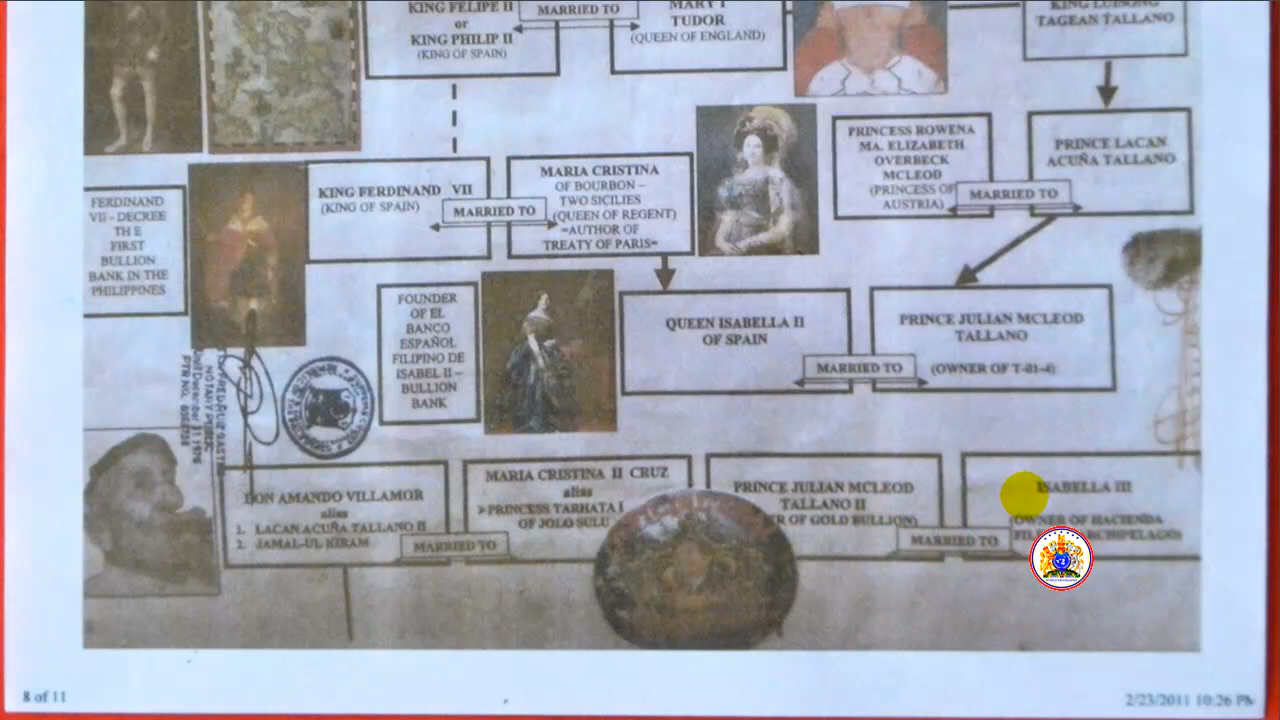 KING FELIPE II
or
KING PHILIP II
(KING OF SPAIN)
MARRIED TO
MARY I
TUDOR
(QUEEN OF ENGLAND)
KING LUISONG
TAGEAN TALLANO
FERDINAND
VII - DECREE
TH E
FIRST
BULLION
BANK IN THE
PHILIPPINES
KING FERDINAND VII
(KING OF SPAIN)
MARRIED TO
MARIA CRISTINA
OF BOURBON –
TWO SICILIES
(QUEEN OF REGENT)
=AUTHOR OF
TREATY OF PARIS=
PRINCESS ROWENA
MA. ELIZABETH
OVERBECK
MCLEOD
(PRINCESS OF
AUSTRIA)
MARRIED TO
PRINCE LACAN
ACUÑA TALLANO
FOUNDER
OF EL
BANCO
ESPAÑOL
FILIPINO DE
ISABEL II –
BULLION
BANK
QUEEN ISABELLA II
OF SPAIN
MARRIED TO
PRINCE JULIAN MCLEOD
TALLANO
(OWNER OF T-01-4)
NOTARY PUBLIC
DON AMANDO VILLAMOR
alias
1. LACAN ACUÑA TALLANO II
2. JAMAL-UL KIRAM
MARRIED TO
MARIA CRISTINA II CRUZ
alias
➢PRINCESS TARHATA I
OF JOLO SULU
PRINCE JULIAN MCLEOD
TALLANO II
OF GOLD BULLION)
MARRIED TO
ISABELLA III
(OWNER OF HACIENDA
8 of 11
2/23/2011 10:26 PM